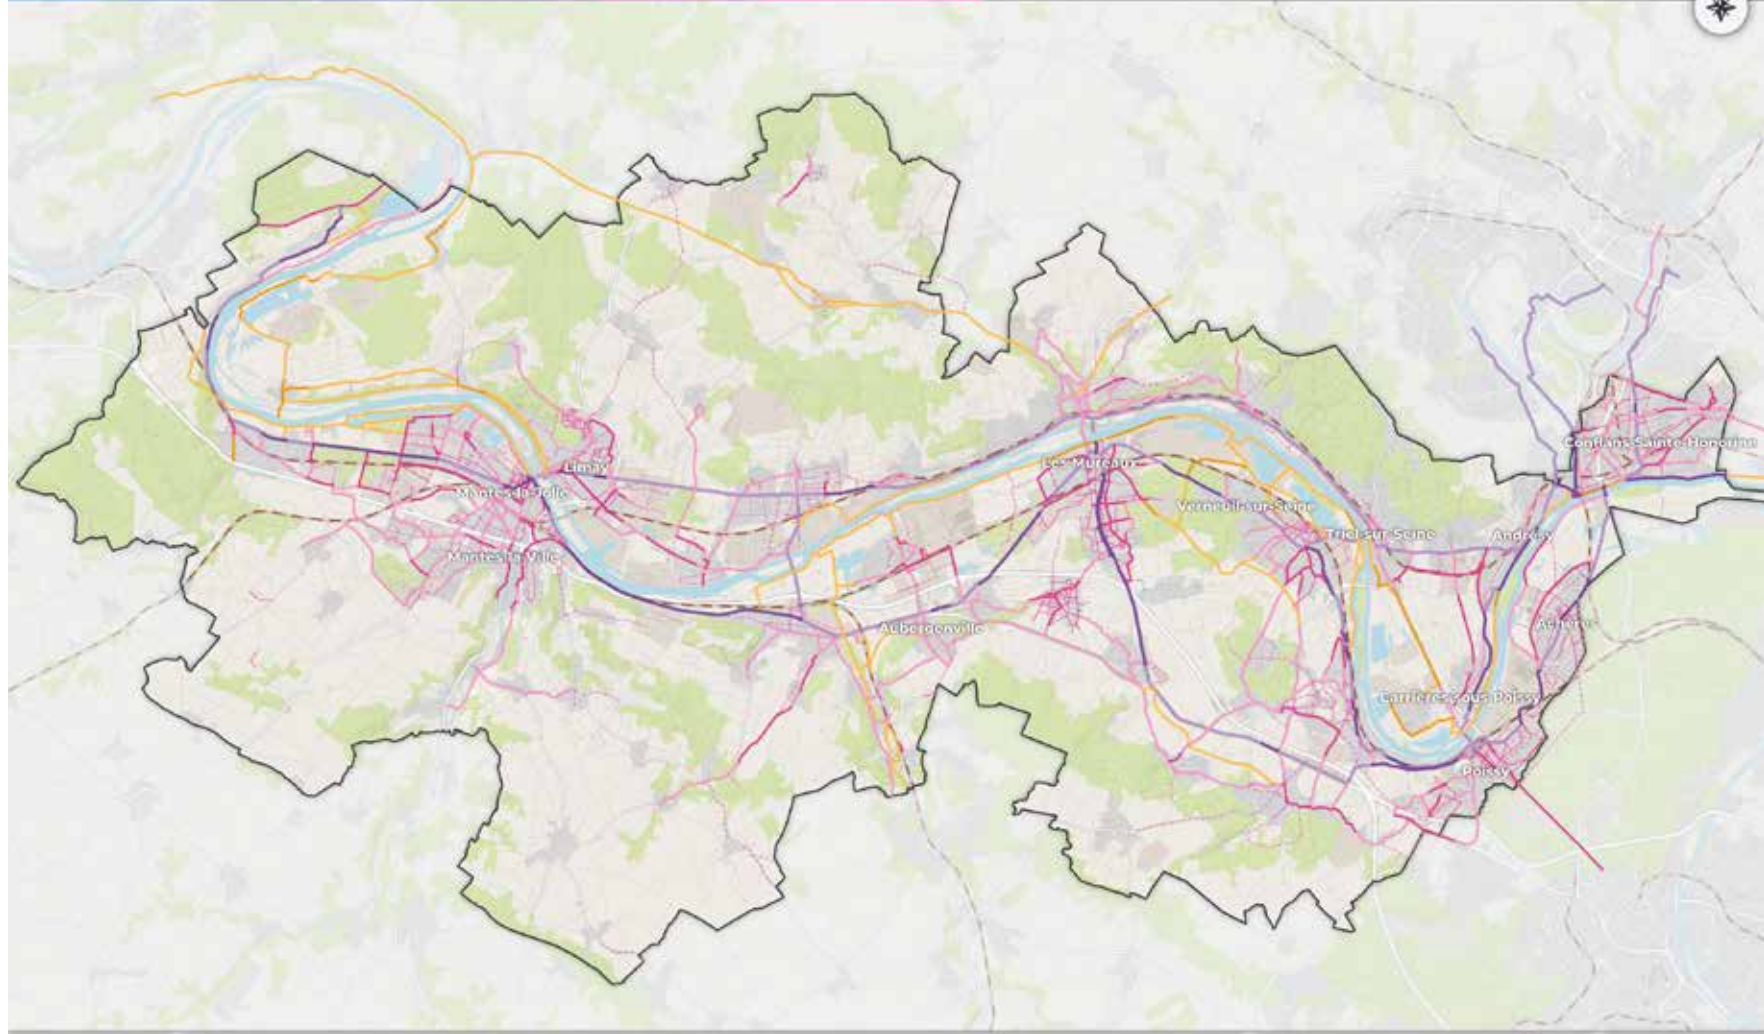 Conflans Sainte-Honorine
Limay
Les Mureaux
Mantes-la-Jolie
Verneuil-sur-Seine
Triel-sur-Seine
Andrésy
Mantes-la-Ville
Achères
Aubergenville
Carrières-sous-Poissy
Poissy